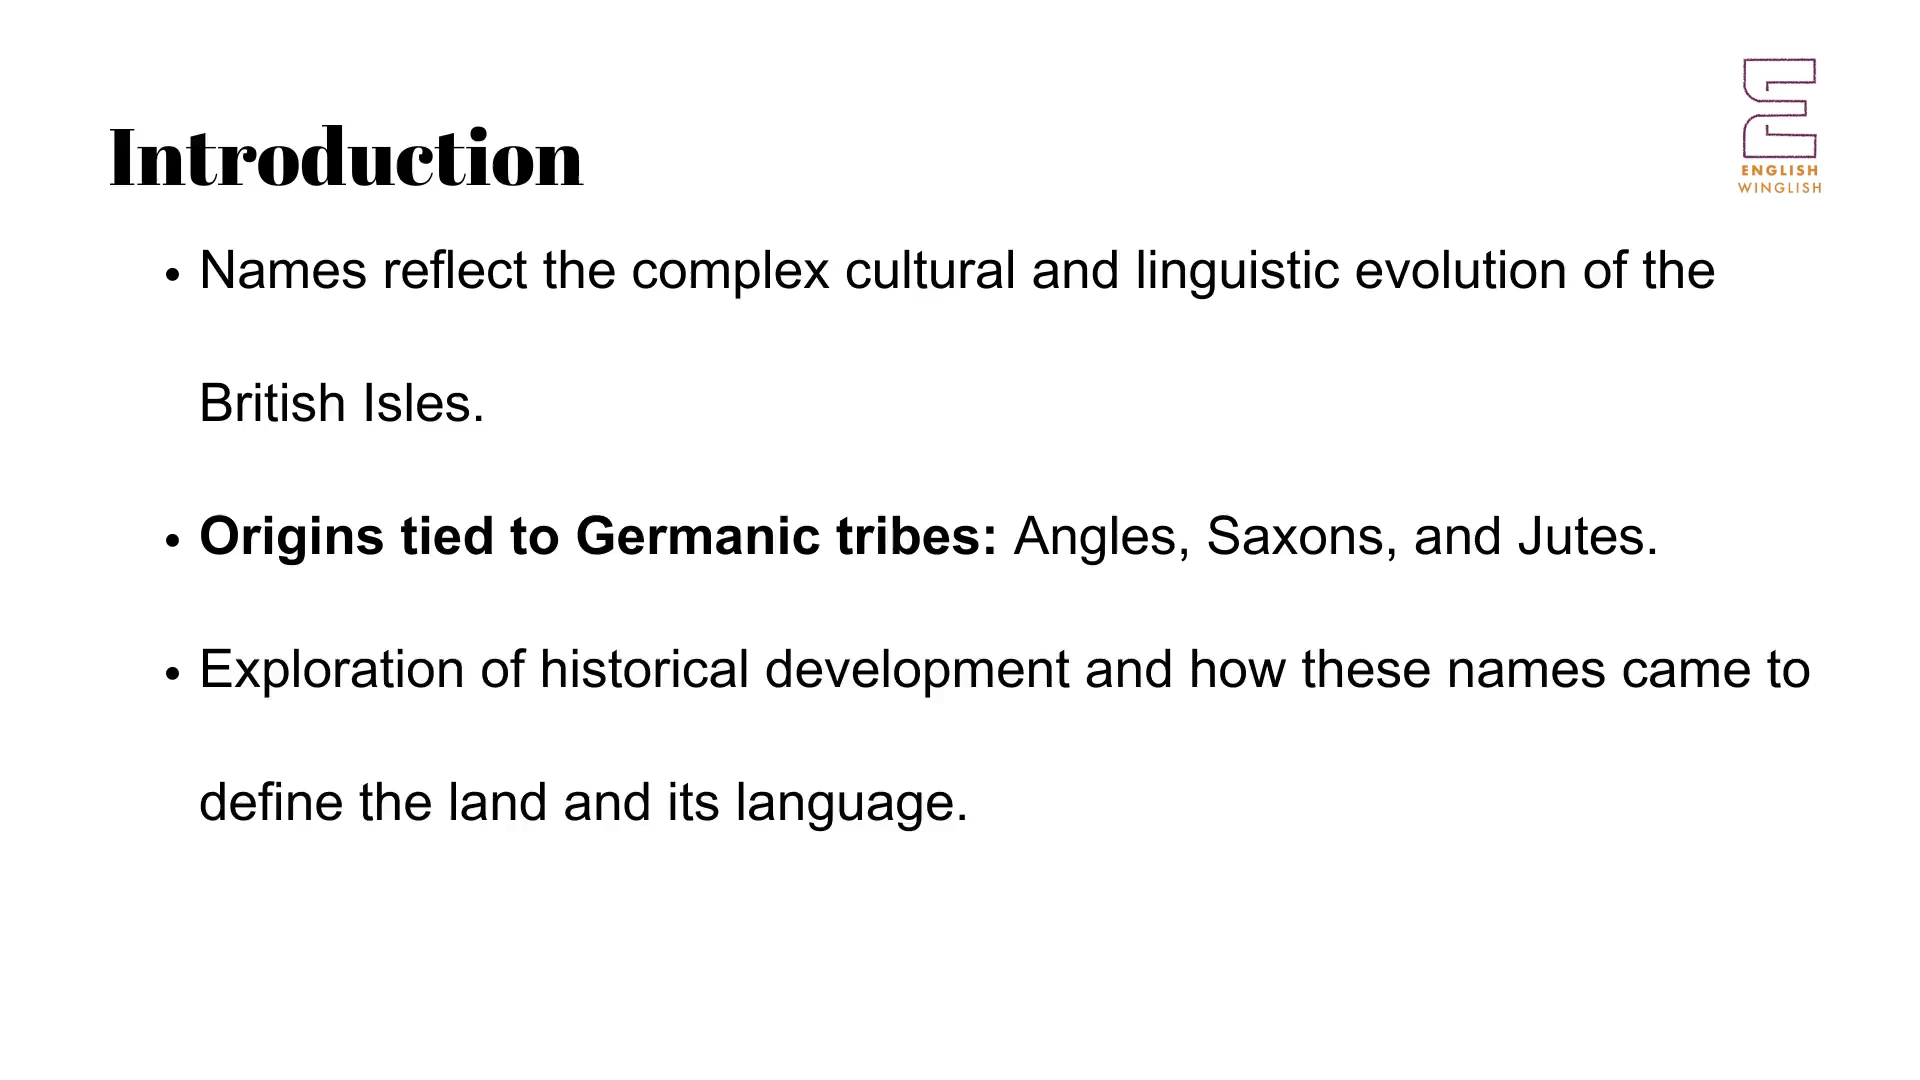 Introduction
ENGLISH
WINGLISH
• Names reflect the complex cultural and linguistic evolution of the
British Isles.
• Origins tied to Germanic tribes: Angles, Saxons, and Jutes.
• Exploration of historical development and how these names came to
define the land and its language.